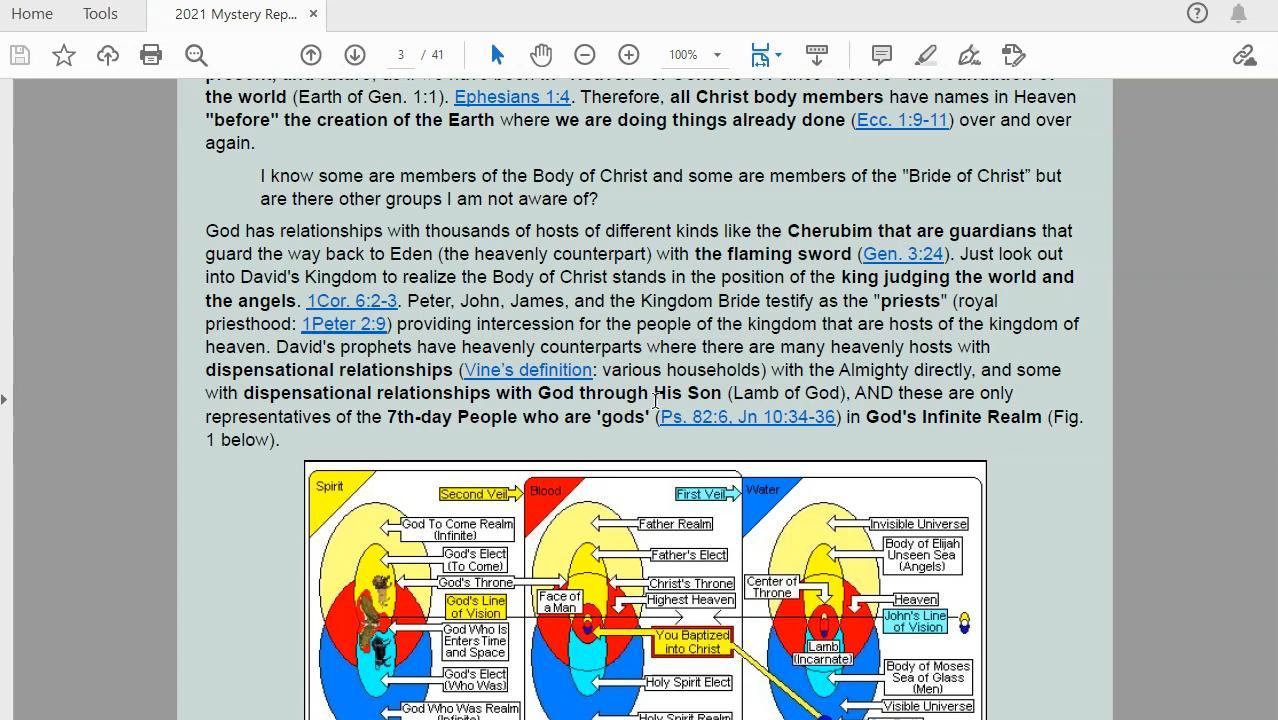 Home
Tools
2021 Mystery Rep...
3 / 41
100%
the world (Earth of Gen. 1:1). Ephesians 1:4. Therefore, all Christ body members have names in Heaven
"before" the creation of the Earth where we are doing things already done (Ecc. 1:9-11) over and over
again.
I know some are members of the Body of Christ and some are members of the "Bride of Christ” but
are there other groups I am not aware of?
God has relationships with thousands of hosts of different kinds like the Cherubim that are guardians that
guard the way back to Eden (the heavenly counterpart) with the flaming sword (Gen. 3:24). Just look out
into David's Kingdom to realize the Body of Christ stands in the position of the king judging the world and
the angels. 1Cor. 6:2-3. Peter, John, James, and the Kingdom Bride testify as the "priests" (royal
priesthood: 1Peter 2:9) providing intercession for the people of the kingdom that are hosts of the kingdom of
heaven. David's prophets have heavenly counterparts where there are many heavenly hosts with
dispensational relationships (Vine’s definition: various households) with the Almighty directly, and some
with dispensational relationships with God through His Son (Lamb of God), AND these are only
representatives of the 7th-day People who are 'gods' (Ps. 82:6, Jn 10:34-36) in God's Infinite Realm (Fig.
1 below).
Spirit
Second Veil
God To Come Realm
(Infinite)
God's Elect
(To Come)
God's Throne
God's Line
of Vision
God Who Is
Enters Time
and Space
God's Elect
(Who Was)
God Who Was Realm
(Infinite)
Blood
First Veil
Father Realm
Father's Elect
Christ's Throne
Face of
a Man
Highest Heaven
You Baptized
into Christ
Holy Spirit Elect
Holy Spirit Realm
Water
Invisible Universe
Body of Elijah
Unseen Sea
(Angels)
Center of
Throne
Heaven
John's Line
of Vision
Lamb
(Incarnate)
Body of Moses
Sea of Glass
(Men)
Visible Universe